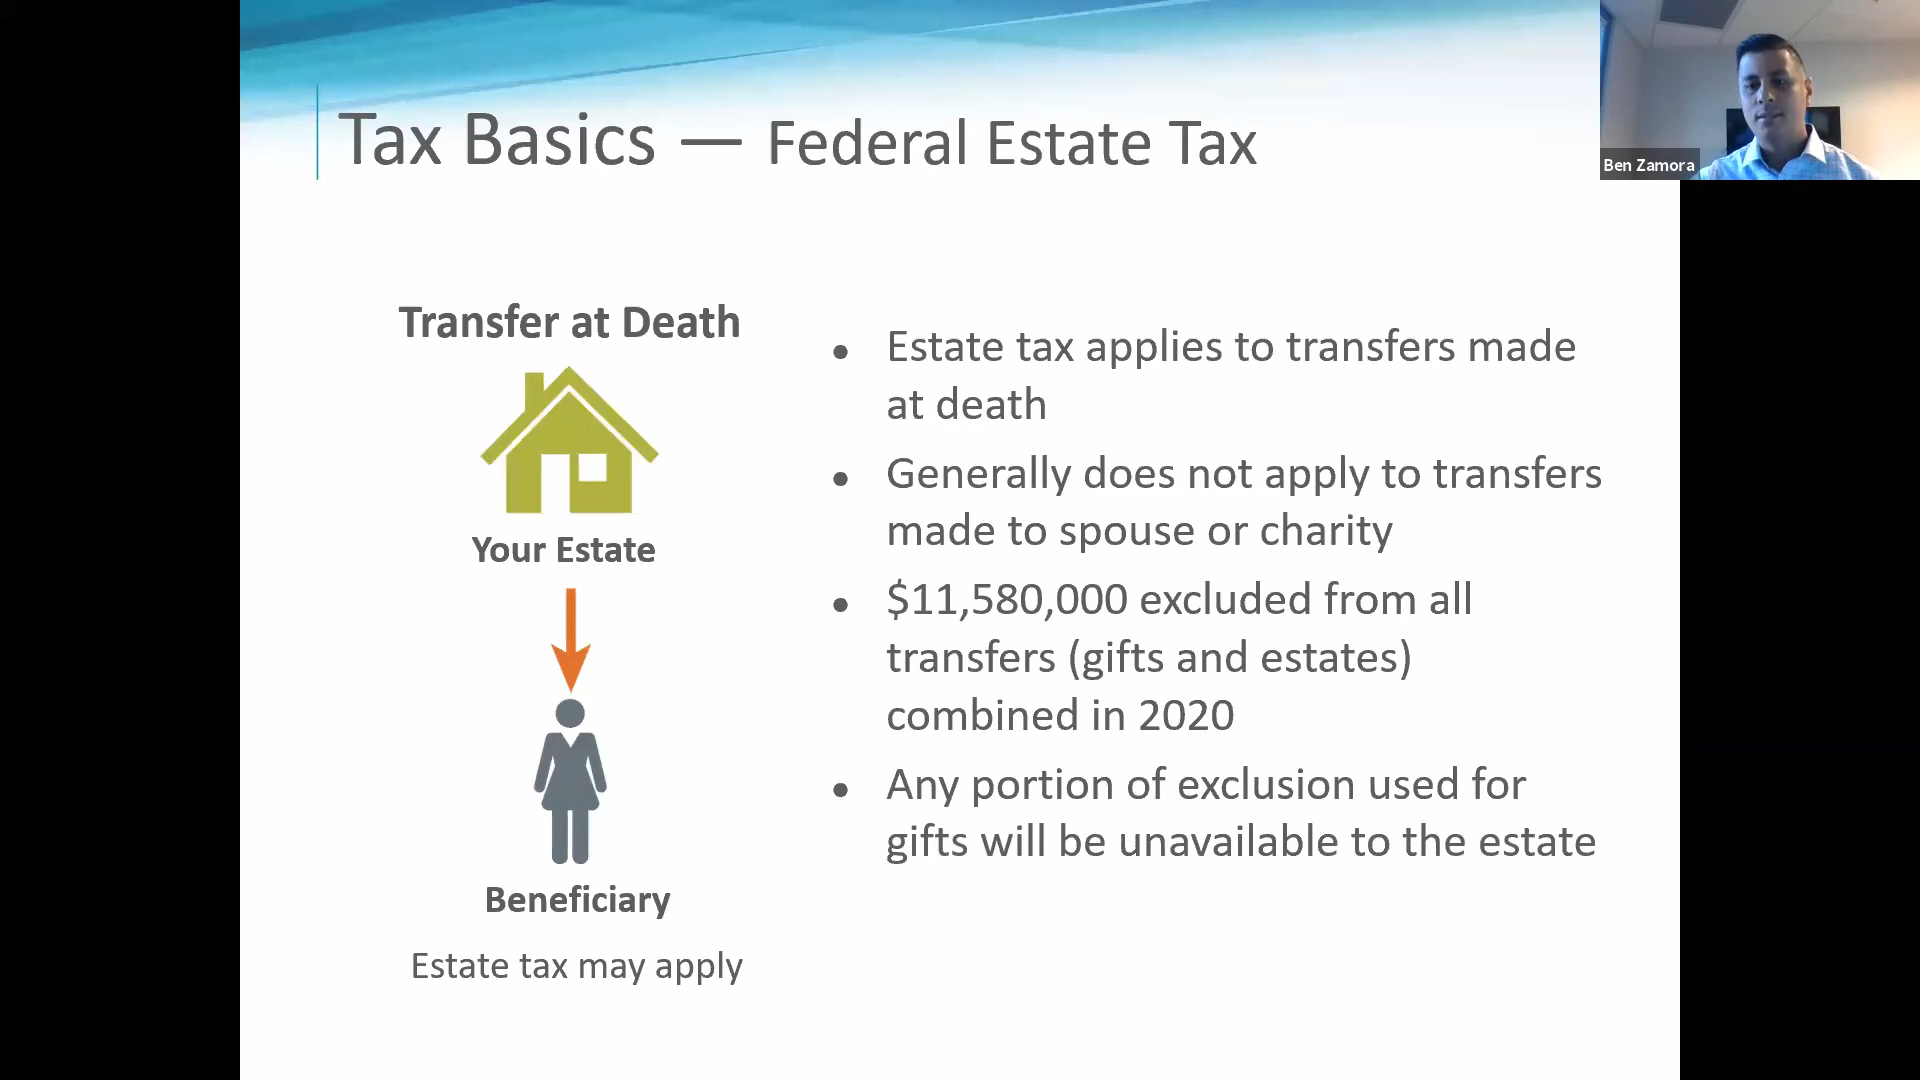 Tax Basics — Federal Estate Tax
Ben Zamora
Transfer at Death
Your Estate
Beneficiary
Estate tax may apply
• Estate tax applies to transfers made
at death
• Generally does not apply to transfers
made to spouse or charity
• $11,580,000 excluded from all
transfers (gifts and estates)
combined in 2020
• Any portion of exclusion used for
gifts will be unavailable to the estate